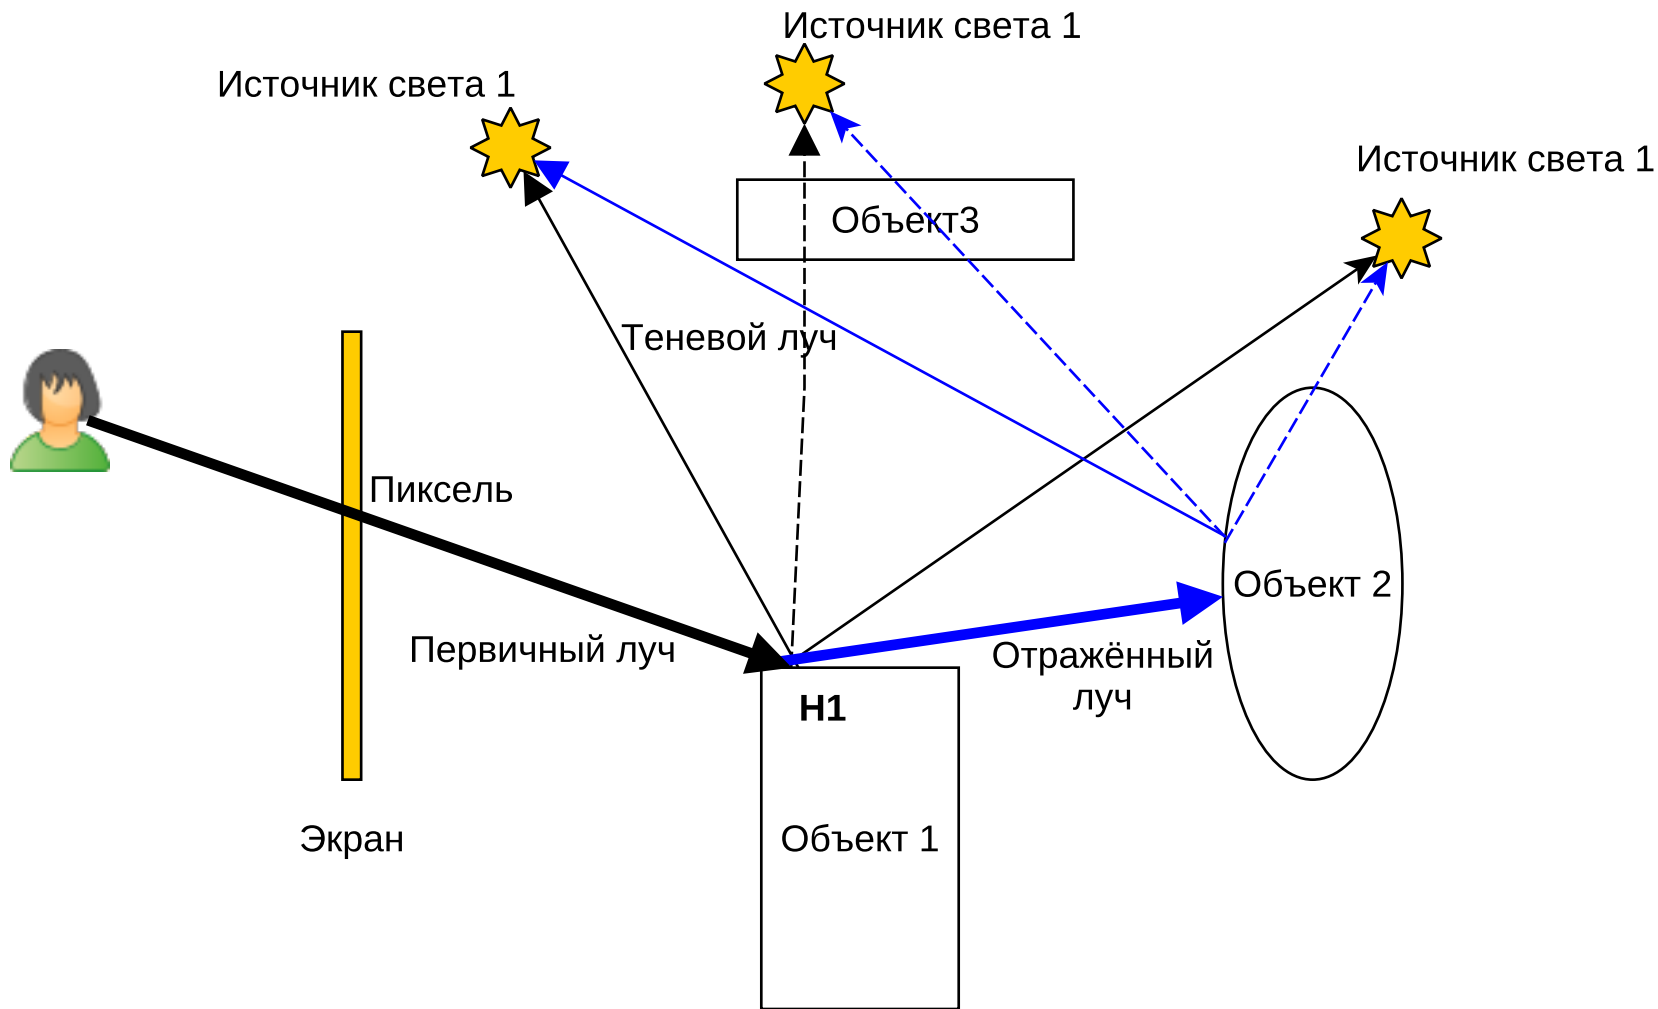 Источник света 1
Источник света 1
Источник света 1
Объект3
Теневой луч
Пиксель
Объект 2
Первичный луч
Отражённый
луч
H1
Экран
Объект 1